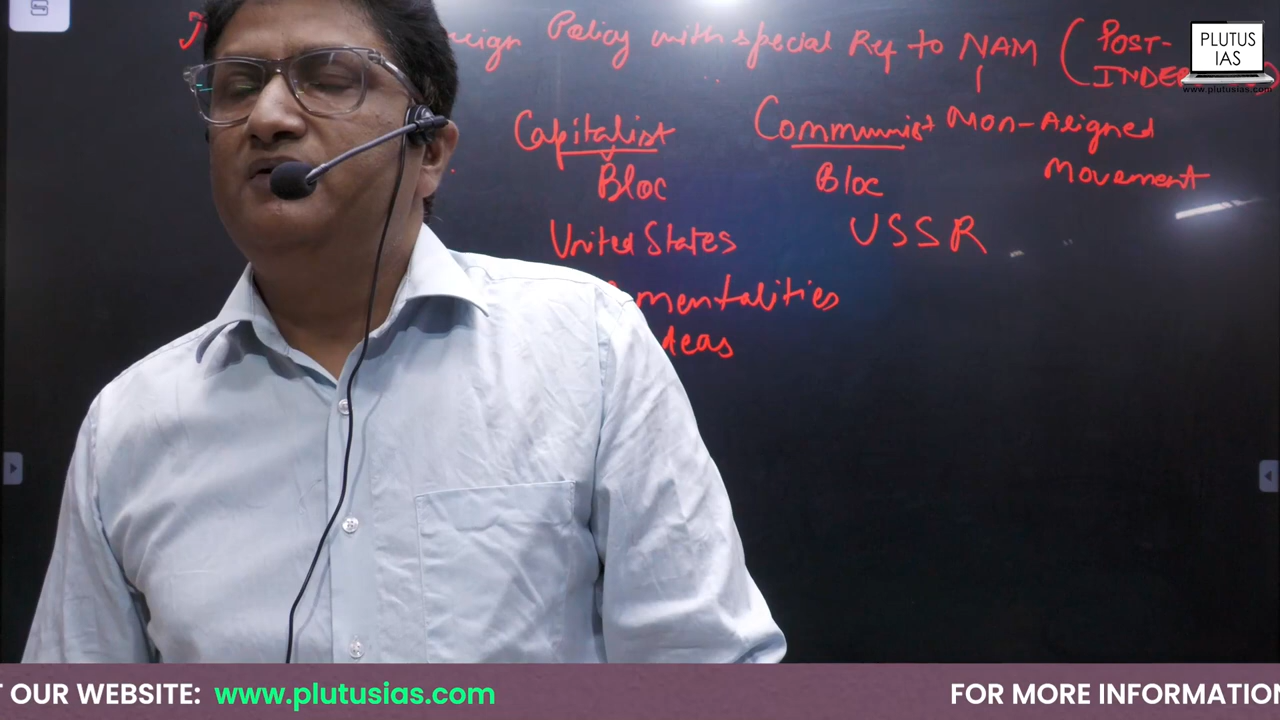 Policy with special Ref to NAM (POST-
Capitalist Communist Non-Aligned
Bloc Bloc Movement
United States USSR
mentalities
deas
PLUTUS
IAS
www.plutusias.com
OUR WEBSITE: www.plutusias.com FOR MORE INFORMATION